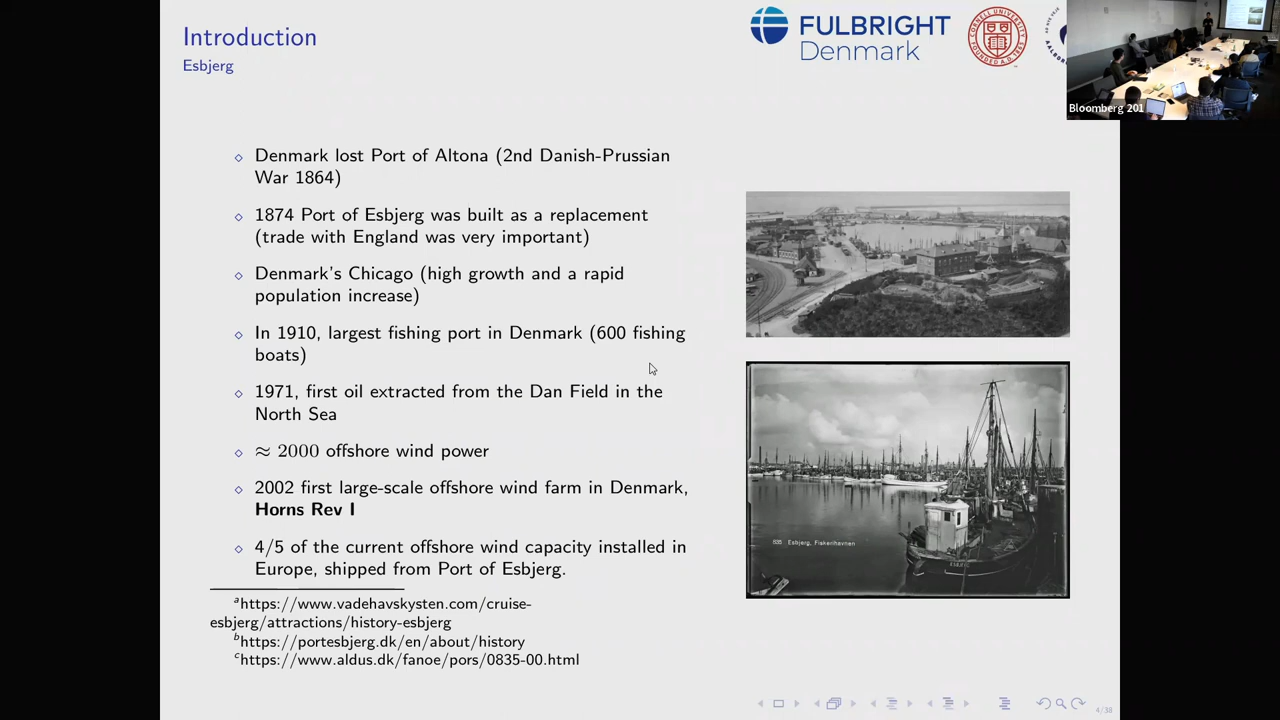 Introduction
Esbjerg
FULBRIGHT
Denmark
Bloomberg 201
⋄ Denmark lost Port of Altona (2nd Danish-Prussian
War 1864)
⋄ 1874 Port of Esbjerg was built as a replacement
(trade with England was very important)
⋄ Denmark's Chicago (high growth and a rapid
population increase)
⋄ In 1910, largest fishing port in Denmark (600 fishing
boats)
⋄ 1971, first oil extracted from the Dan Field in the
North Sea
⋄ ≈ 2000 offshore wind power
⋄ 2002 first large-scale offshore wind farm in Denmark,
Horns Rev I
⋄ 4/5 of the current offshore wind capacity installed in
Europe, shipped from Port of Esbjerg.
Esbjerg, Fiskerihavnen
a https://www.vadehavskysten.com/cruise-
esbjerg/attractions/history-esbjerg
b https://portesbjerg.dk/en/about/history
c https://www.aldus.dk/fanoe/pors/0835-00.html
4/38